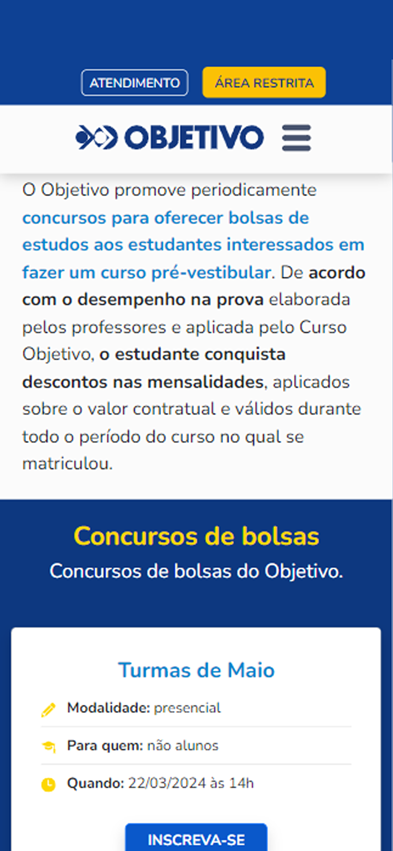 ATENDIMENTO
ÁREA RESTRITA
OBJETIVO
O Objetivo promove periodicamente
concursos para oferecer bolsas de
estudos aos estudantes interessados em
fazer um curso pré-vestibular. De acordo
com o desempenho na prova elaborada
pelos professores e aplicada pelo Curso
Objetivo, o estudante conquista
descontos nas mensalidades, aplicados
sobre o valor contratual e válidos durante
todo o período do curso no qual se
matriculou.
Concursos de bolsas
Concursos de bolsas do Objetivo.
Turmas de Maio
Modalidade: presencial
Para quem: não alunos
Quando: 22/03/2024 às 14h
INSCREVA-SE